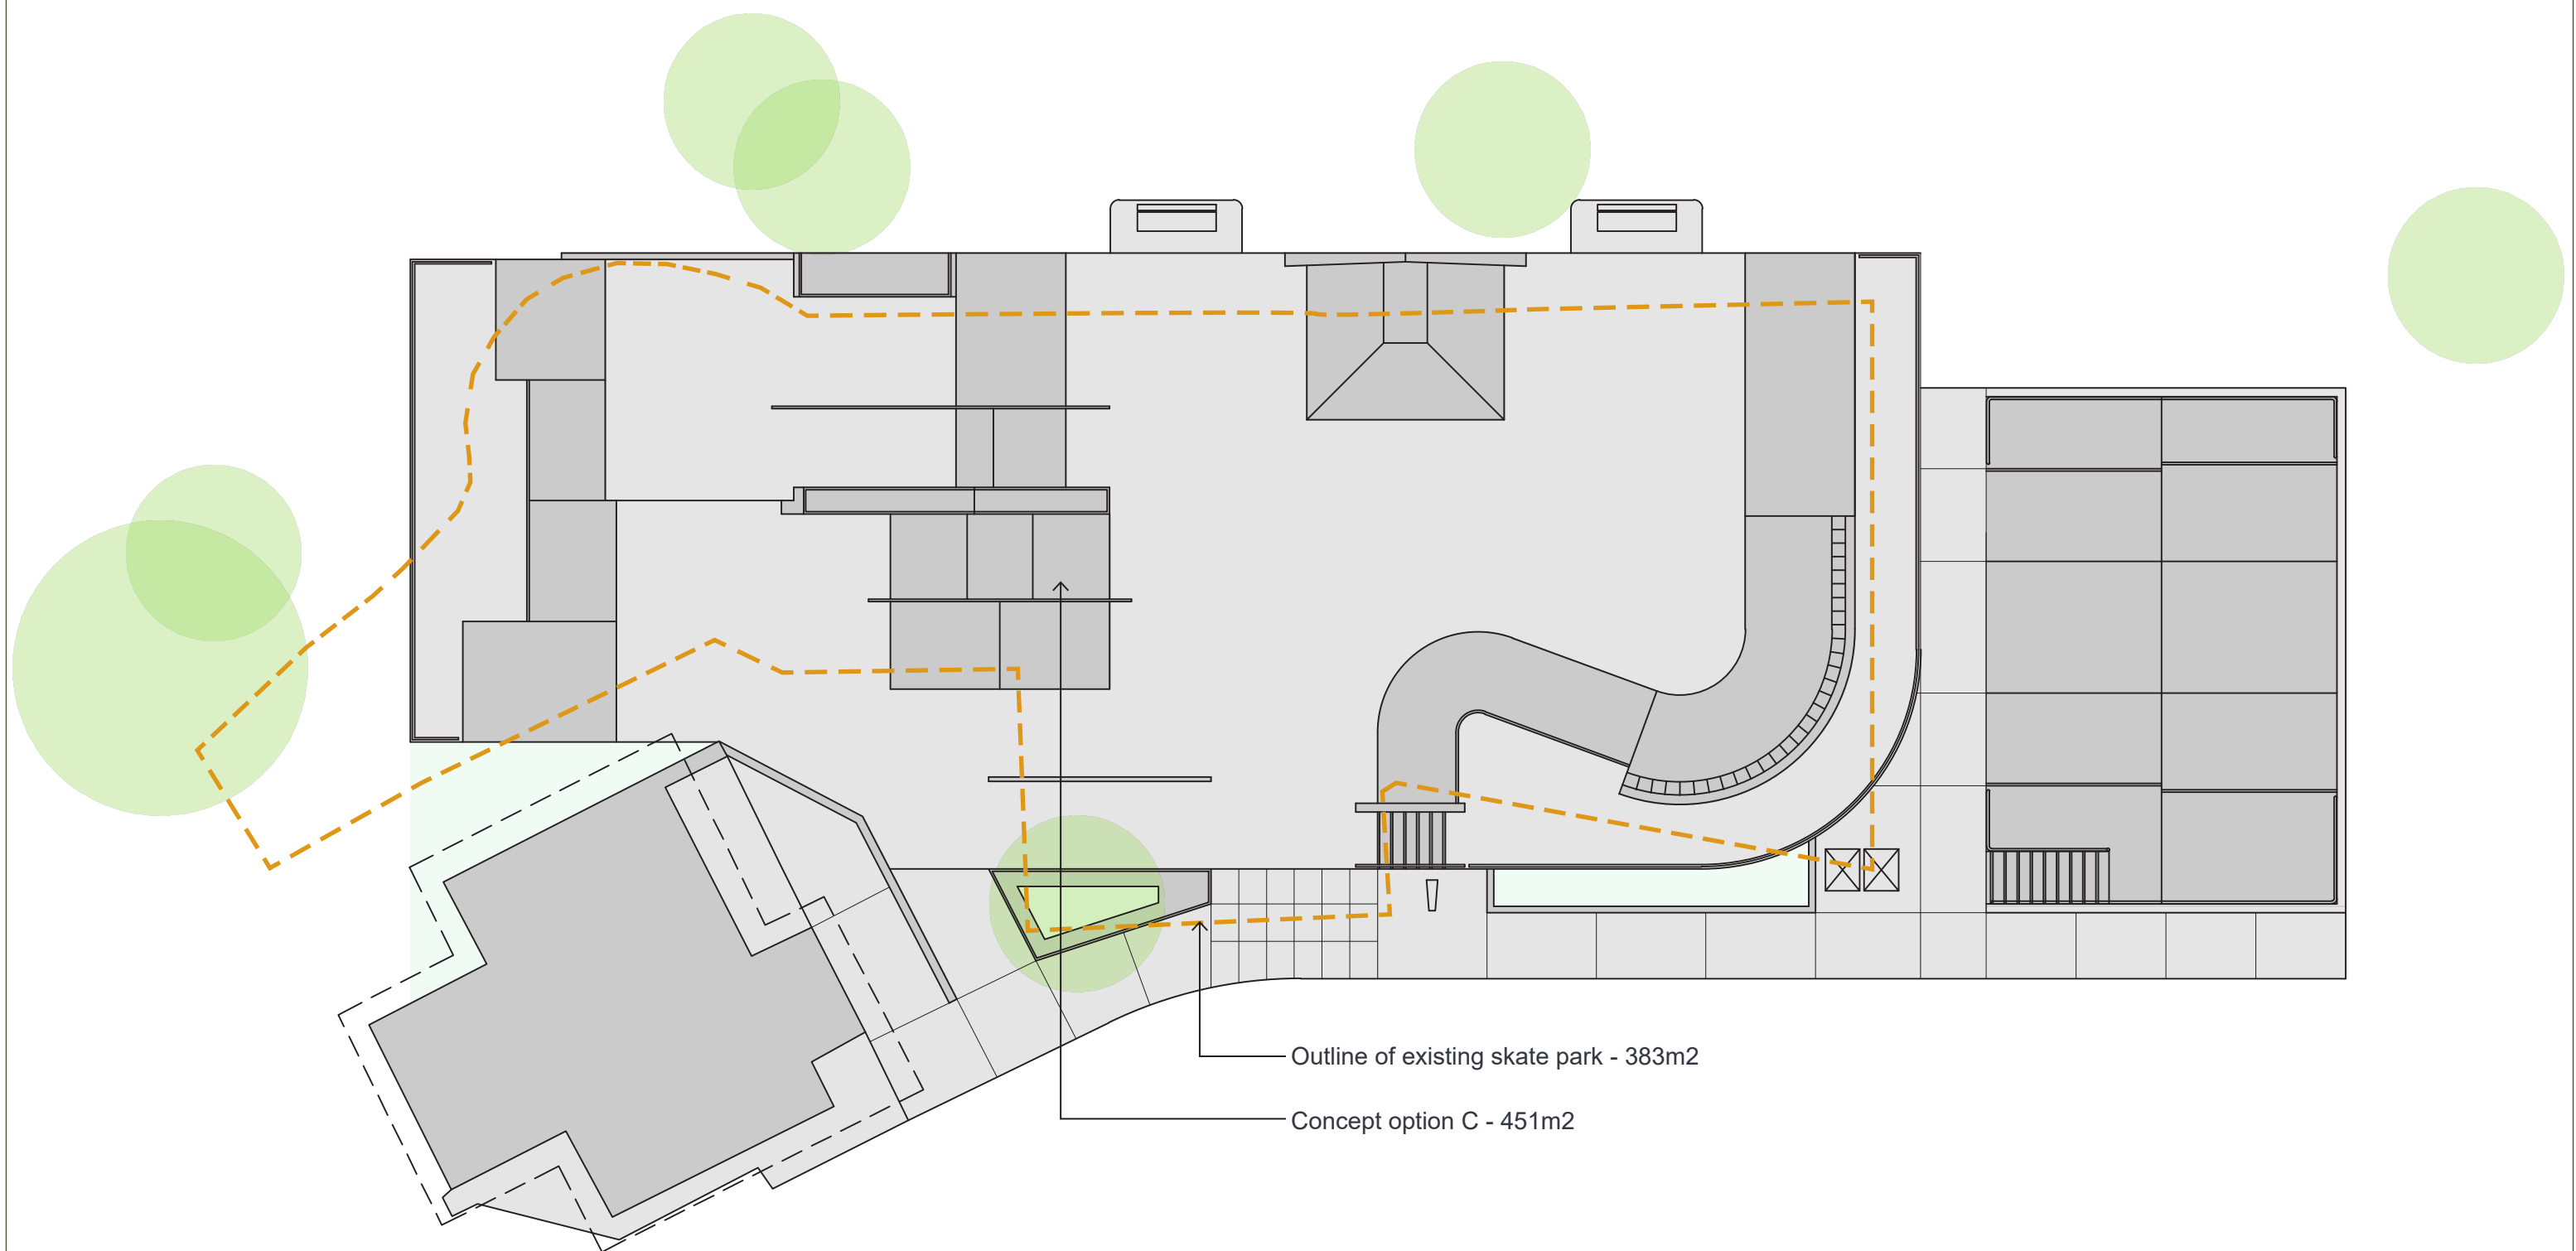 Outline of existing skate park - 383m2
Concept option C - 451m2